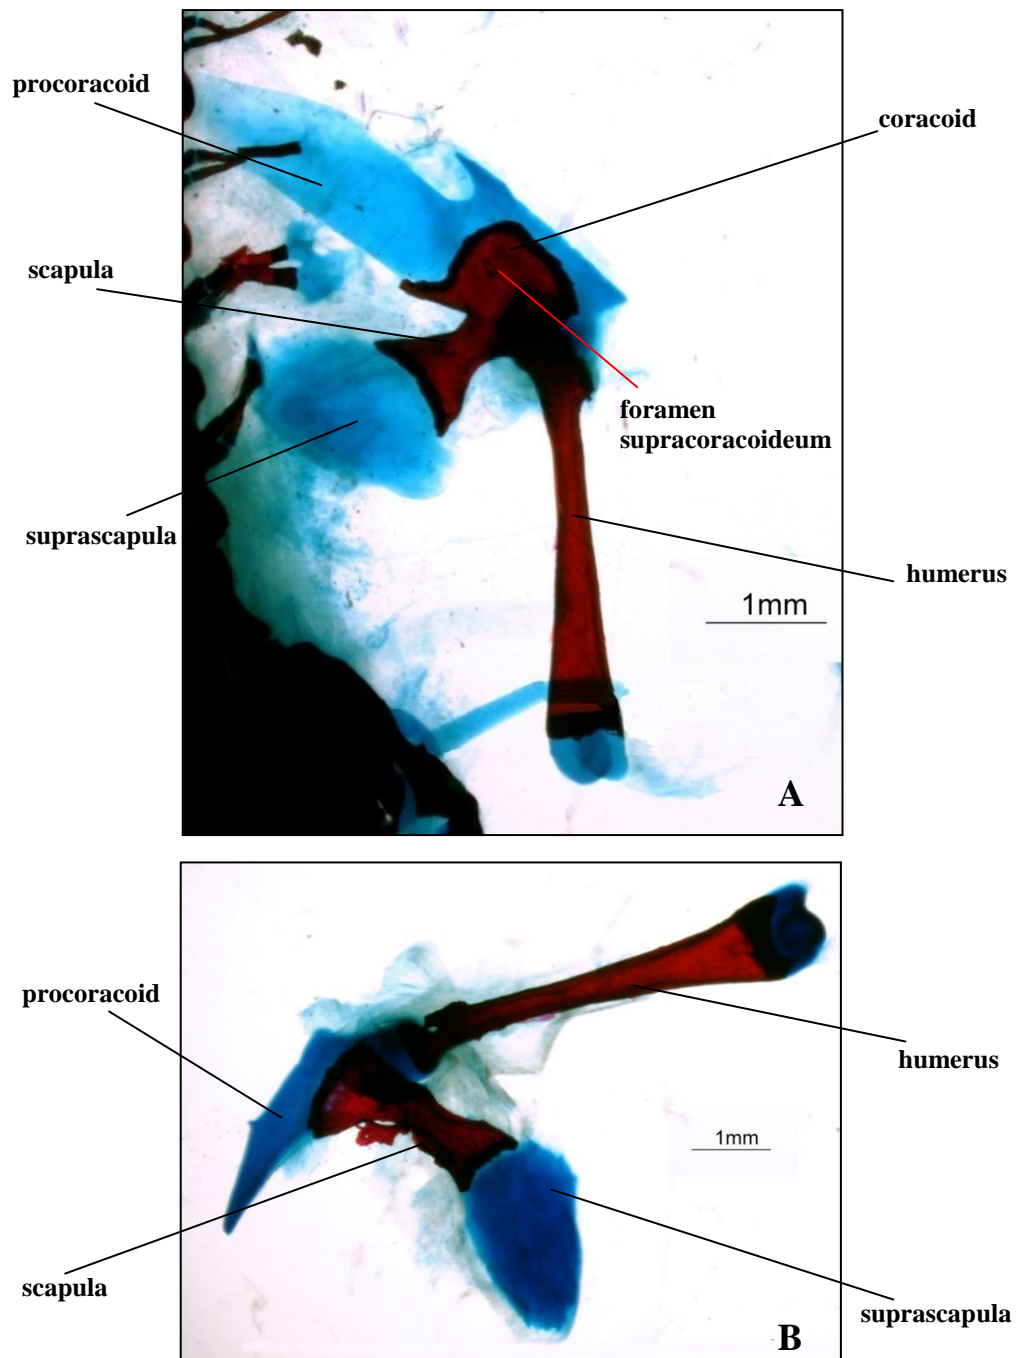 procoracoid
coracoid
scapula
foramen
supracoracoideum
suprascapula
humerus
1mm
A
procoracoid
humerus
1mm
scapula
suprascapula
B